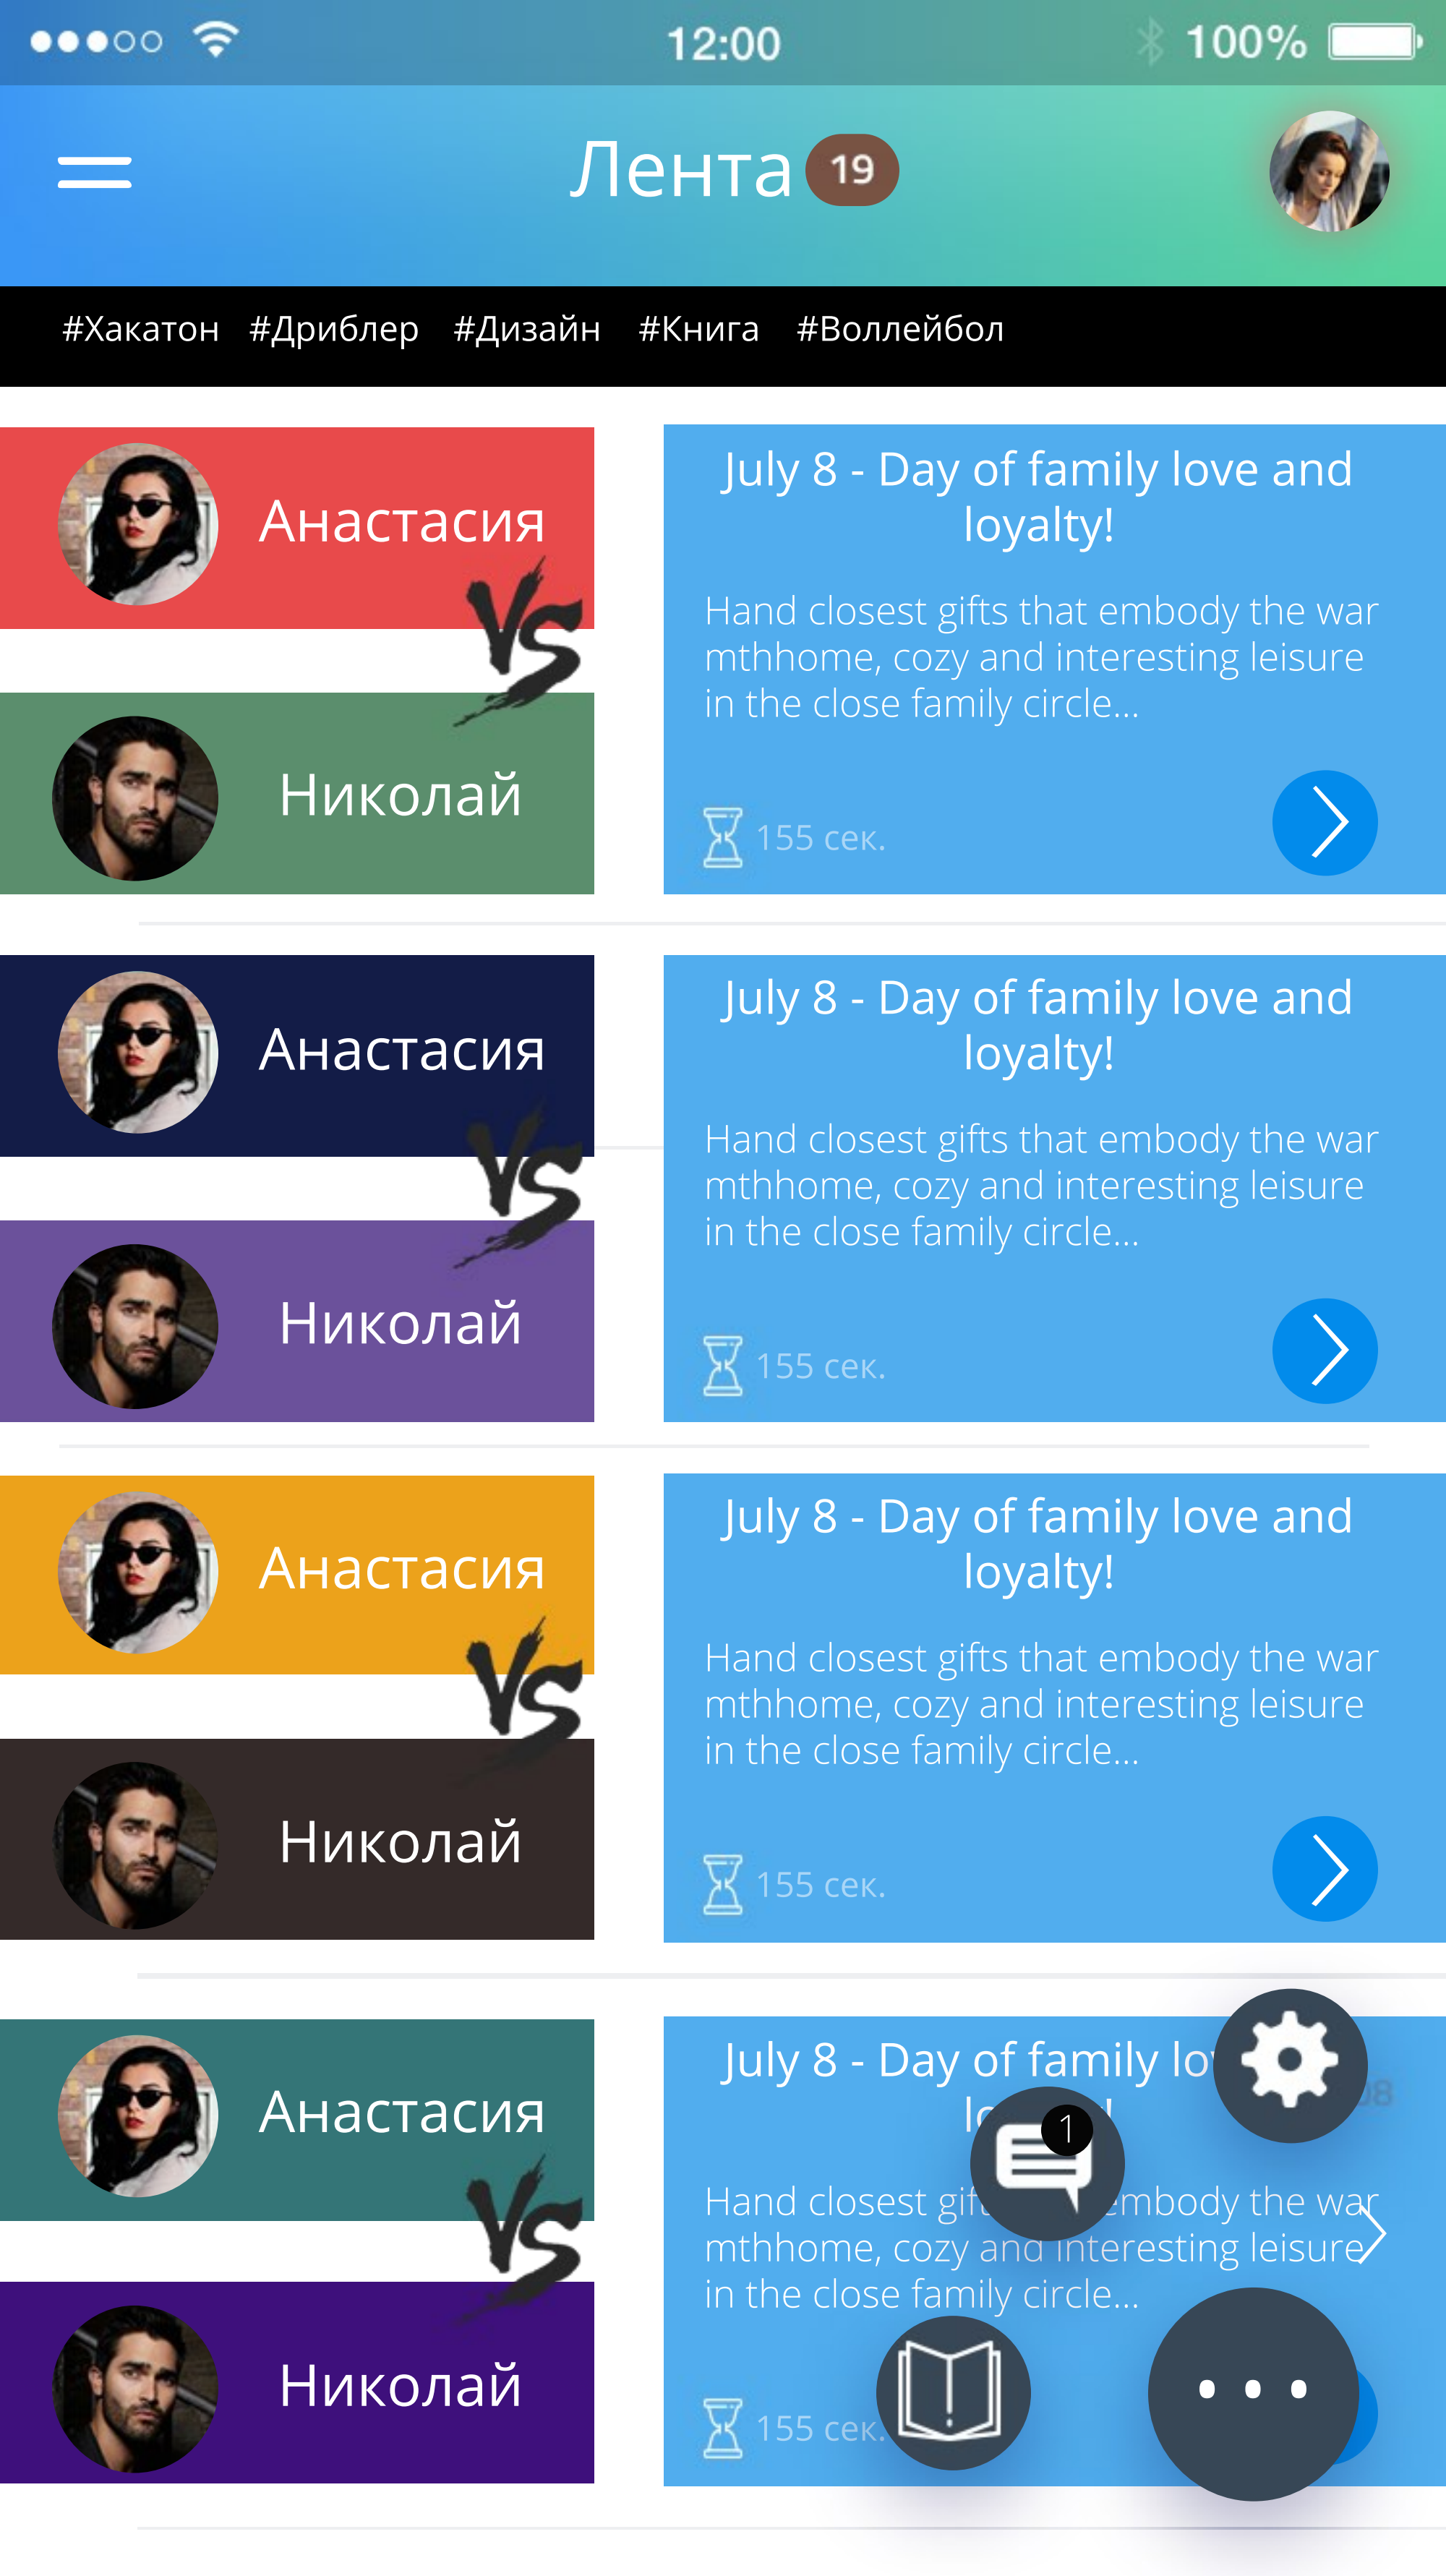 12:00
100%
Лента 19
#Хакатон #Дриблер #Дизайн #Книга #Воллейбол
Анастасия
VS
Николай
July 8 - Day of family love and
loyalty!
Hand closest gifts that embody the war
mthhome, cozy and interesting leisure
in the close family circle...
155 сек.
Анастасия
VS
Николай
July 8 - Day of family love and
loyalty!
Hand closest gifts that embody the war
mthhome, cozy and interesting leisure
in the close family circle...
155 сек.
Анастасия
VS
Николай
July 8 - Day of family love and
loyalty!
Hand closest gifts that embody the war
mthhome, cozy and interesting leisure
in the close family circle...
155 сек.
Анастасия
VS
Николай
July 8 - Day of family
1
Hand closest the war
mthhome, cozy and interesting leisure
in the close family circle...
155 сек.